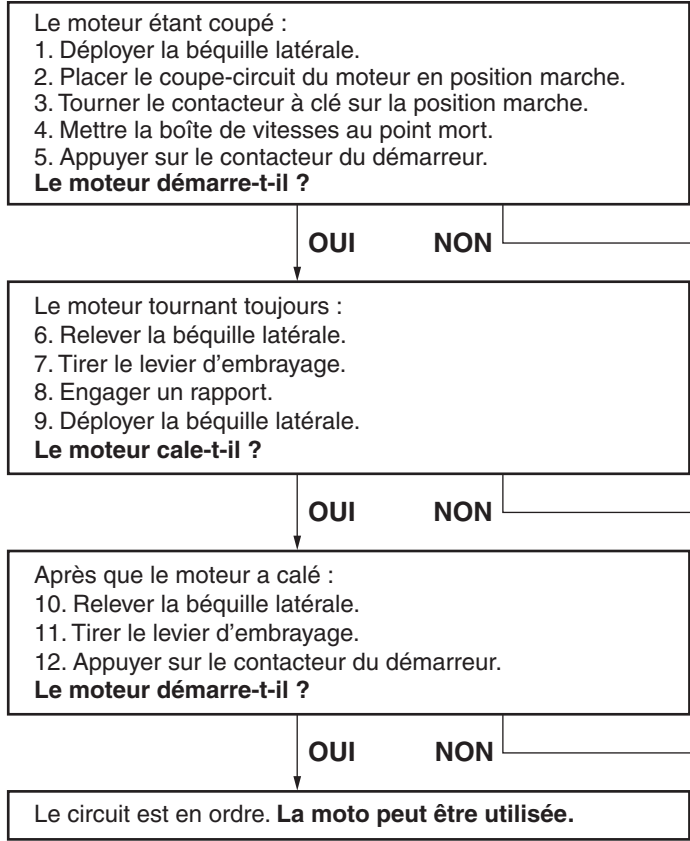 Le moteur étant coupé :
1. Déployer la béquille latérale.
2. Placer le coupe-circuit du moteur en position marche.
3. Tourner le contacteur à clé sur la position marche.
4. Mettre la boîte de vitesses au point mort.
5. Appuyer sur le contacteur du démarreur.
Le moteur démarre-t-il ?
OUI NON
Le moteur tournant toujours :
6. Relever la béquille latérale.
7. Tirer le levier d'embrayage.
8. Engager un rapport.
9. Déployer la béquille latérale.
Le moteur cale-t-il ?
OUI NON
Après que le moteur a calé :
10. Relever la béquille latérale.
11. Tirer le levier d'embrayage.
12. Appuyer sur le contacteur du démarreur.
Le moteur démarre-t-il ?
OUI NON
Le circuit est en ordre. La moto peut être utilisée.